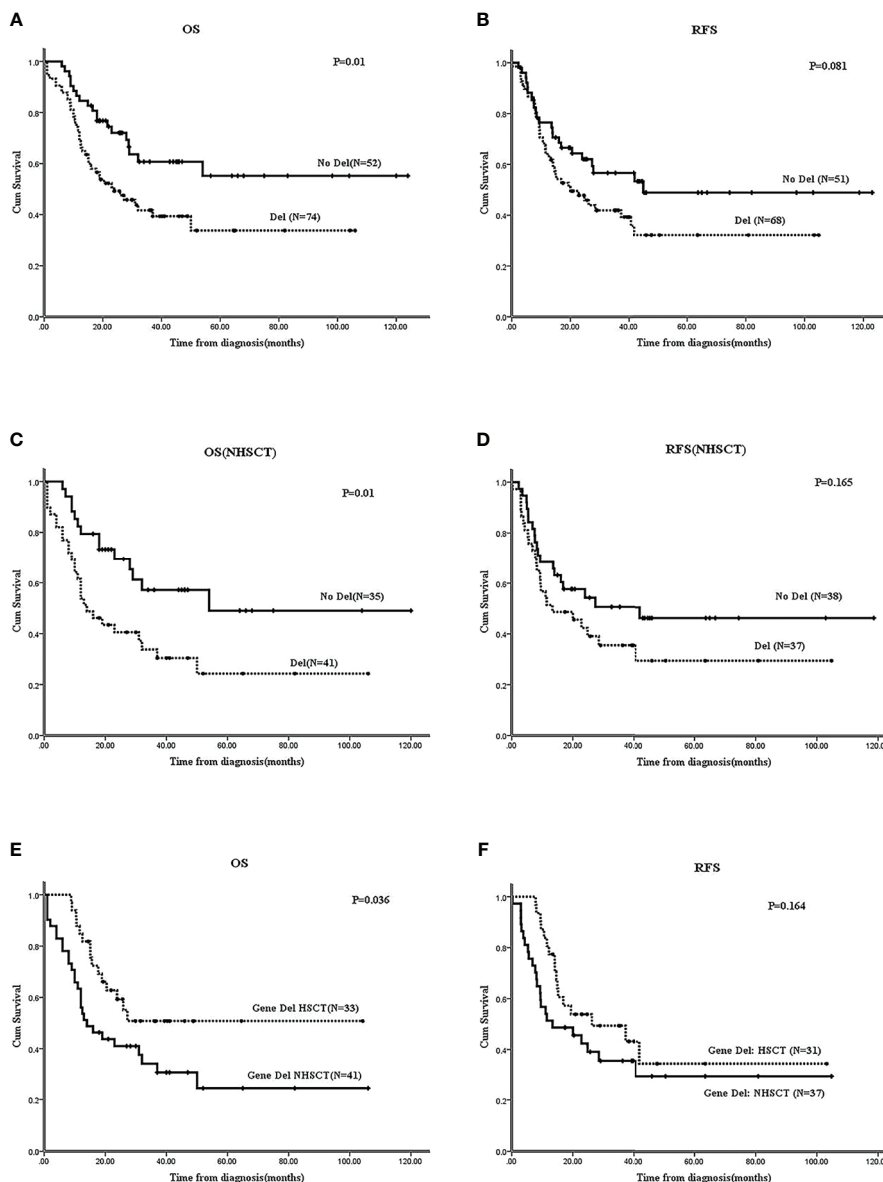 A
OS
P=0.01
Cum Survival
1.0
0.8
0.6
0.4
0.2
0.0
No Del(N=52)
Del (N=74)
.00 20.00 40.00 60.00 80.00 100.00 120.00
Time from diagnosis(months)
B
RFS
P=0.081
Cum Survival
1.0
0.8
0.6
0.4
0.2
0.0
No Del(N=51)
Del (N=68)
.00 20.00 40.00 60.00 80.00 100.00 120.00
Time from diagnosis(months)
C
OS(NHSCT)
P=0.01
Cum Survival
1.0
0.8
0.6
0.4
0.2
0.0
No Del(N=35)
Del(N=41)
.00 20.00 40.00 60.00 80.00 100.00 120.00
Time from diagnosis(months)
D
RFS(NHSCT)
P=0.165
Cum Survival
1.0
0.8
0.6
0.4
0.2
0.0
No Del(N=38)
Del (N=37)
.00 20.00 40.00 60.00 80.00 100.00 120.00
Time from diagnosis(months)
E
OS
P=0.036
Cum Survival
1.0
0.8
0.6
0.4
0.2
0.0
Gene Del HSCT(N=33)
Gene Del NHSCT(N=41)
.00 20.00 40.00 60.00 80.00 100.00 120.00
Time from diagnosis(months)
F
RFS
P=0.164
Cum Survival
1.0
0.8
0.6
0.4
0.2
0.0
Gene Del: HSCT (N=31)
Gene Del: NHSCT (N=37)
.00 20.00 40.00 60.00 80.00 100.00 120.00
Time from diagnosis(months)